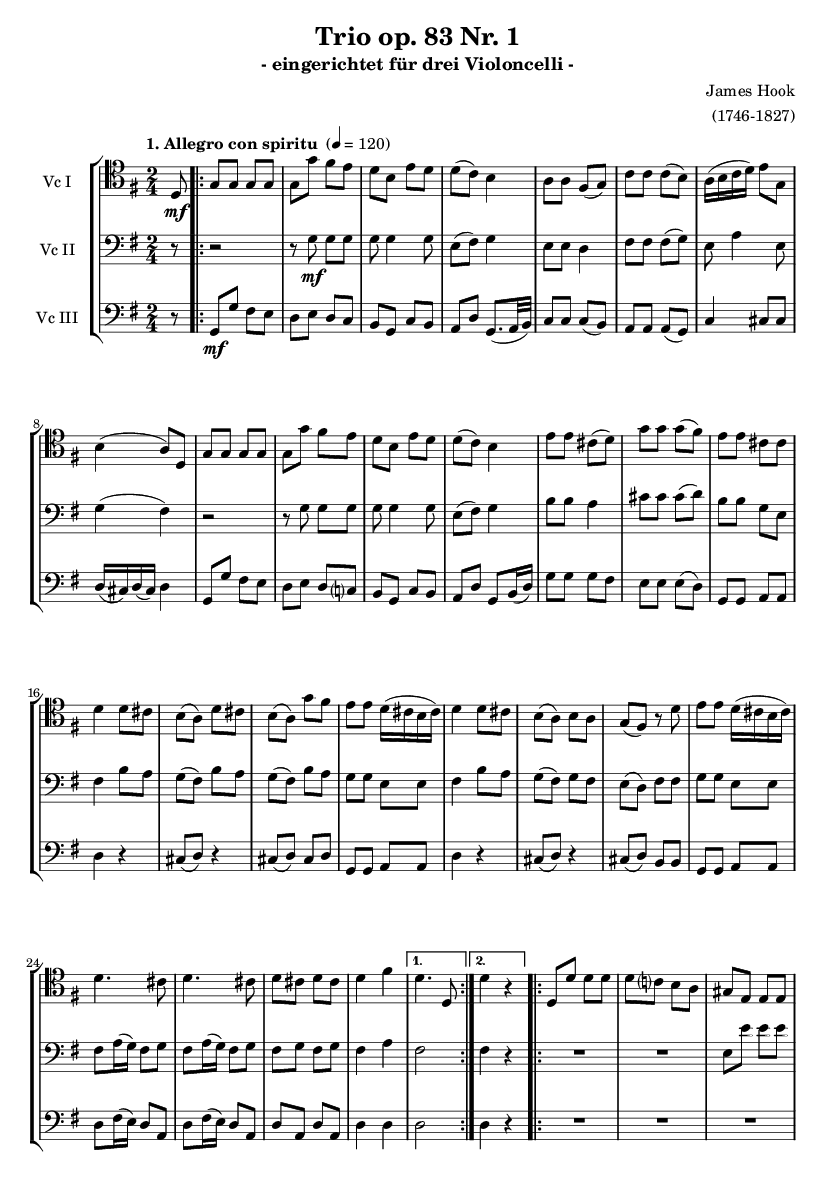 Trio op. 83 Nr. 1
- eingerichtet für drei Violoncelli -
James Hook
(1746-1827)
1. Allegro con spiritu (♩ = 120)
Vc I
mf
Vc II
mf
Vc III
mf
8
16
24
1.
2.